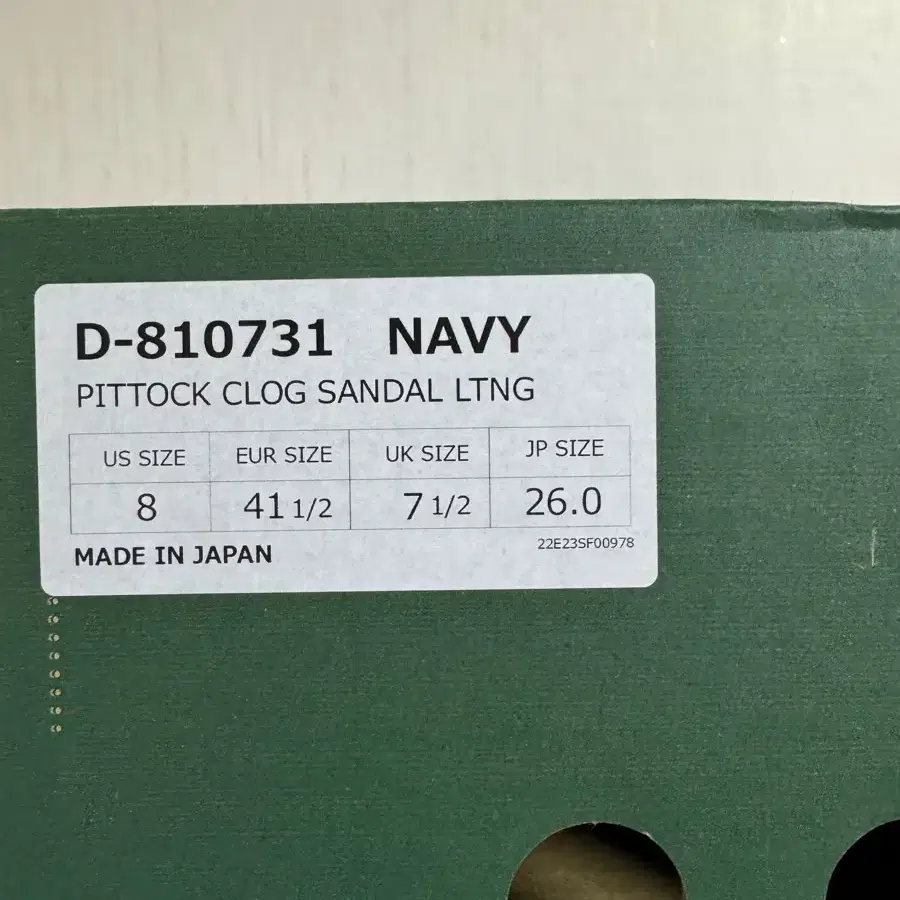 D-810731 NAVY
PITTOCK CLOG SANDAL LTNG
US SIZE EUR SIZE UK SIZE JP SIZE
8 41 1/2 7 1/2 26.0
MADE IN JAPAN 22E23SF00978